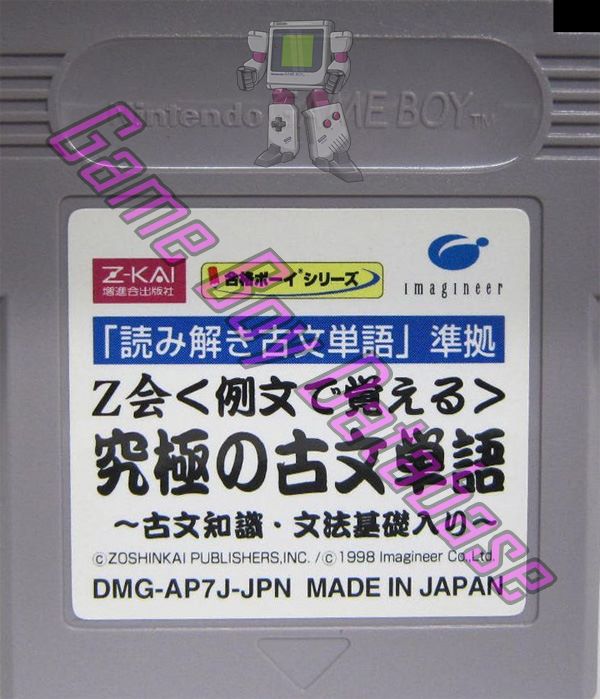 Nintendo GAME BOY TM
Z-KAI
増進会出版社
合格ボーイ®シリーズ
imagineer
「読み解き古文単語」準拠
Z会＜例文で覚える＞
究極の古文単語
～古文知識・文法基礎入り～
©ZOSHINKAI PUBLISHERS,INC. /©1998 Imagineer Co.,Ltd.
DMG-AP7J-JPN MADE IN JAPAN
Game Boy Database